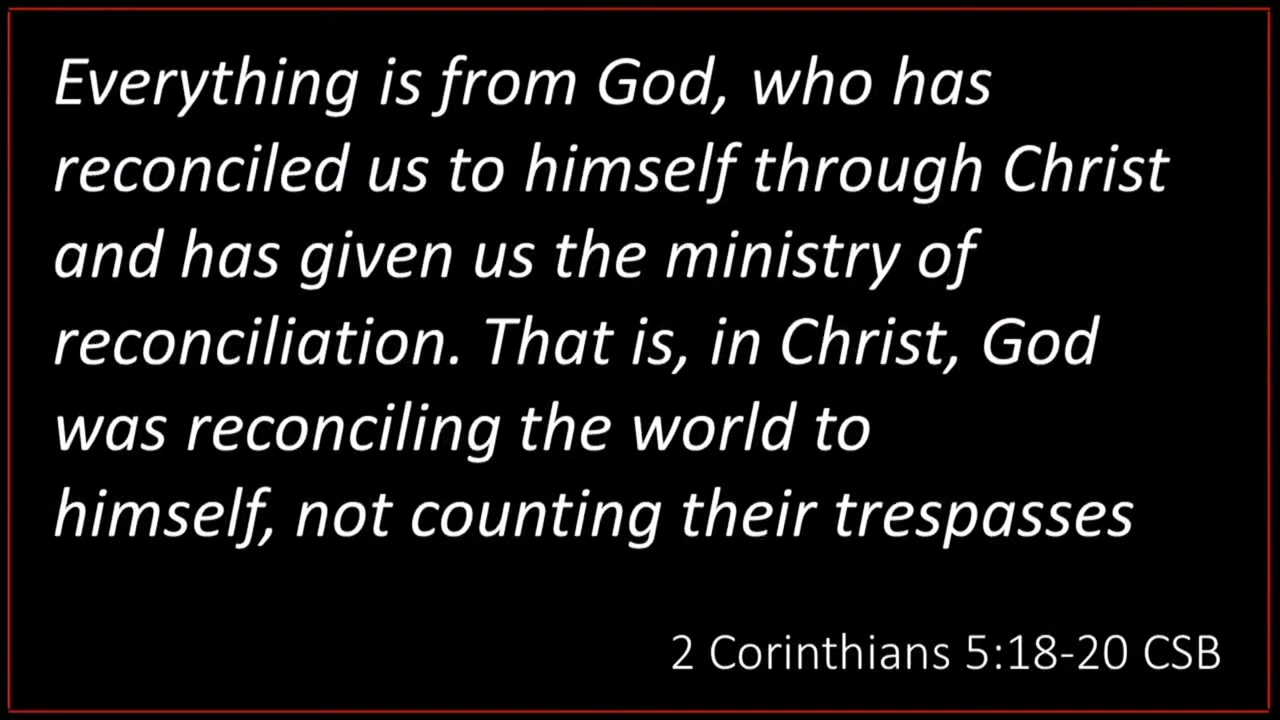 Everything is from God, who has
reconciled us to himself through Christ
and has given us the ministry of
reconciliation. That is, in Christ, God
was reconciling the world to
himself, not counting their trespasses
2 Corinthians 5:18-20 CSB